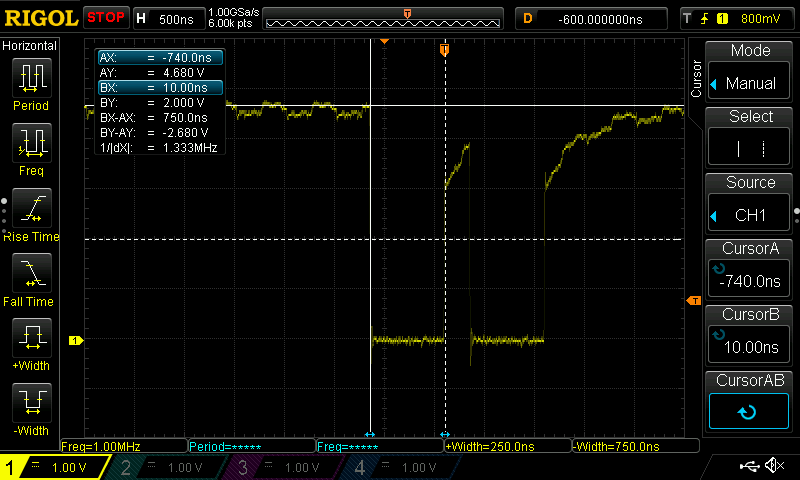 RIGOL STOP H 500ns 1.00GSa/s 6.00k pts T D -600.000000ns T 1 800mV
Horizontal
Period
Freq
Rise Time
Fall Time
+Width
-Width
AX: = -740.0ns
AY: = 4.680 V
BX: = 10.00ns
BY: = 2.000 V
BX-AX: = 750.0ns
BY-AY: = -2.680 V
1/|dX|: = 1.333MHz
T
T
1
Cursor
Mode
Manual
Select
Source
CH1
CursorA
-740.0ns
CursorB
10.00ns
CursorAB
Freq=1.00MHz Period=***** Freq=***** +Width=250.0ns -Width=750.0ns
1 = 1.00 V 2 = 1.00 V 3 = 1.00 V 4 = 1.00 V